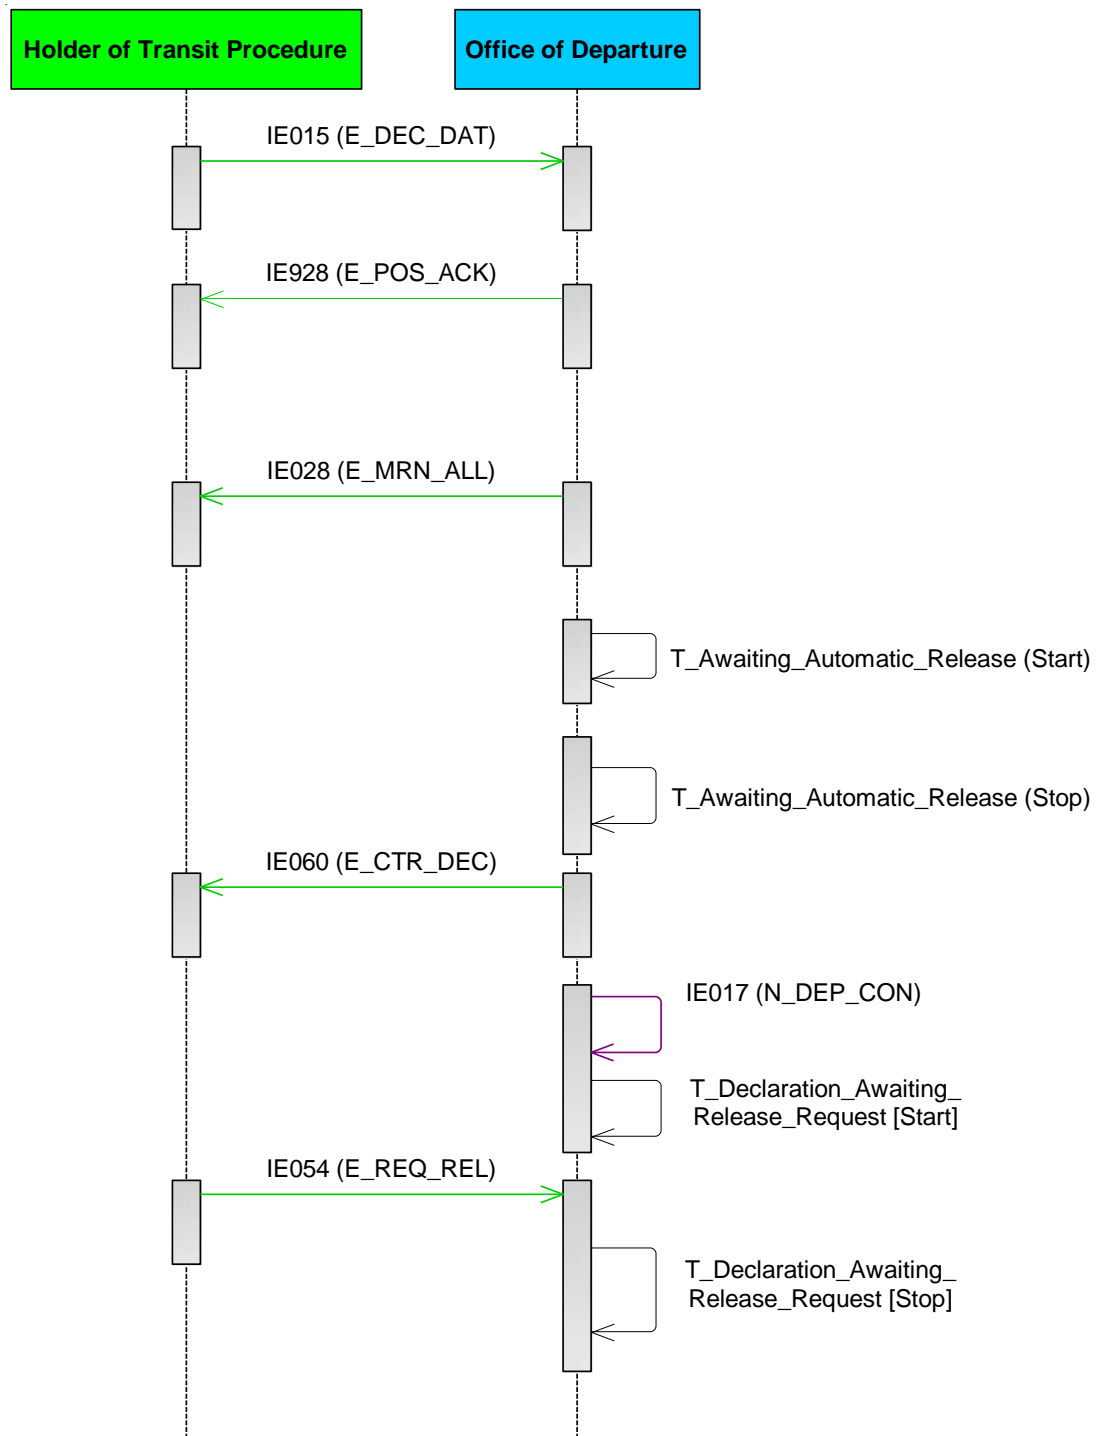 Holder of Transit Procedure
Office of Departure
IE015 (E_DEC_DAT)
IE928 (E_POS_ACK)
IE028 (E_MRN_ALL)
T_Awaiting_Automatic_Release (Start)
T_Awaiting_Automatic_Release (Stop)
IE060 (E_CTR_DEC)
IE017 (N_DEP_CON)
T_Declaration_Awaiting_
Release_Request [Start]
IE054 (E_REQ_REL)
T_Declaration_Awaiting_
Release_Request [Stop]